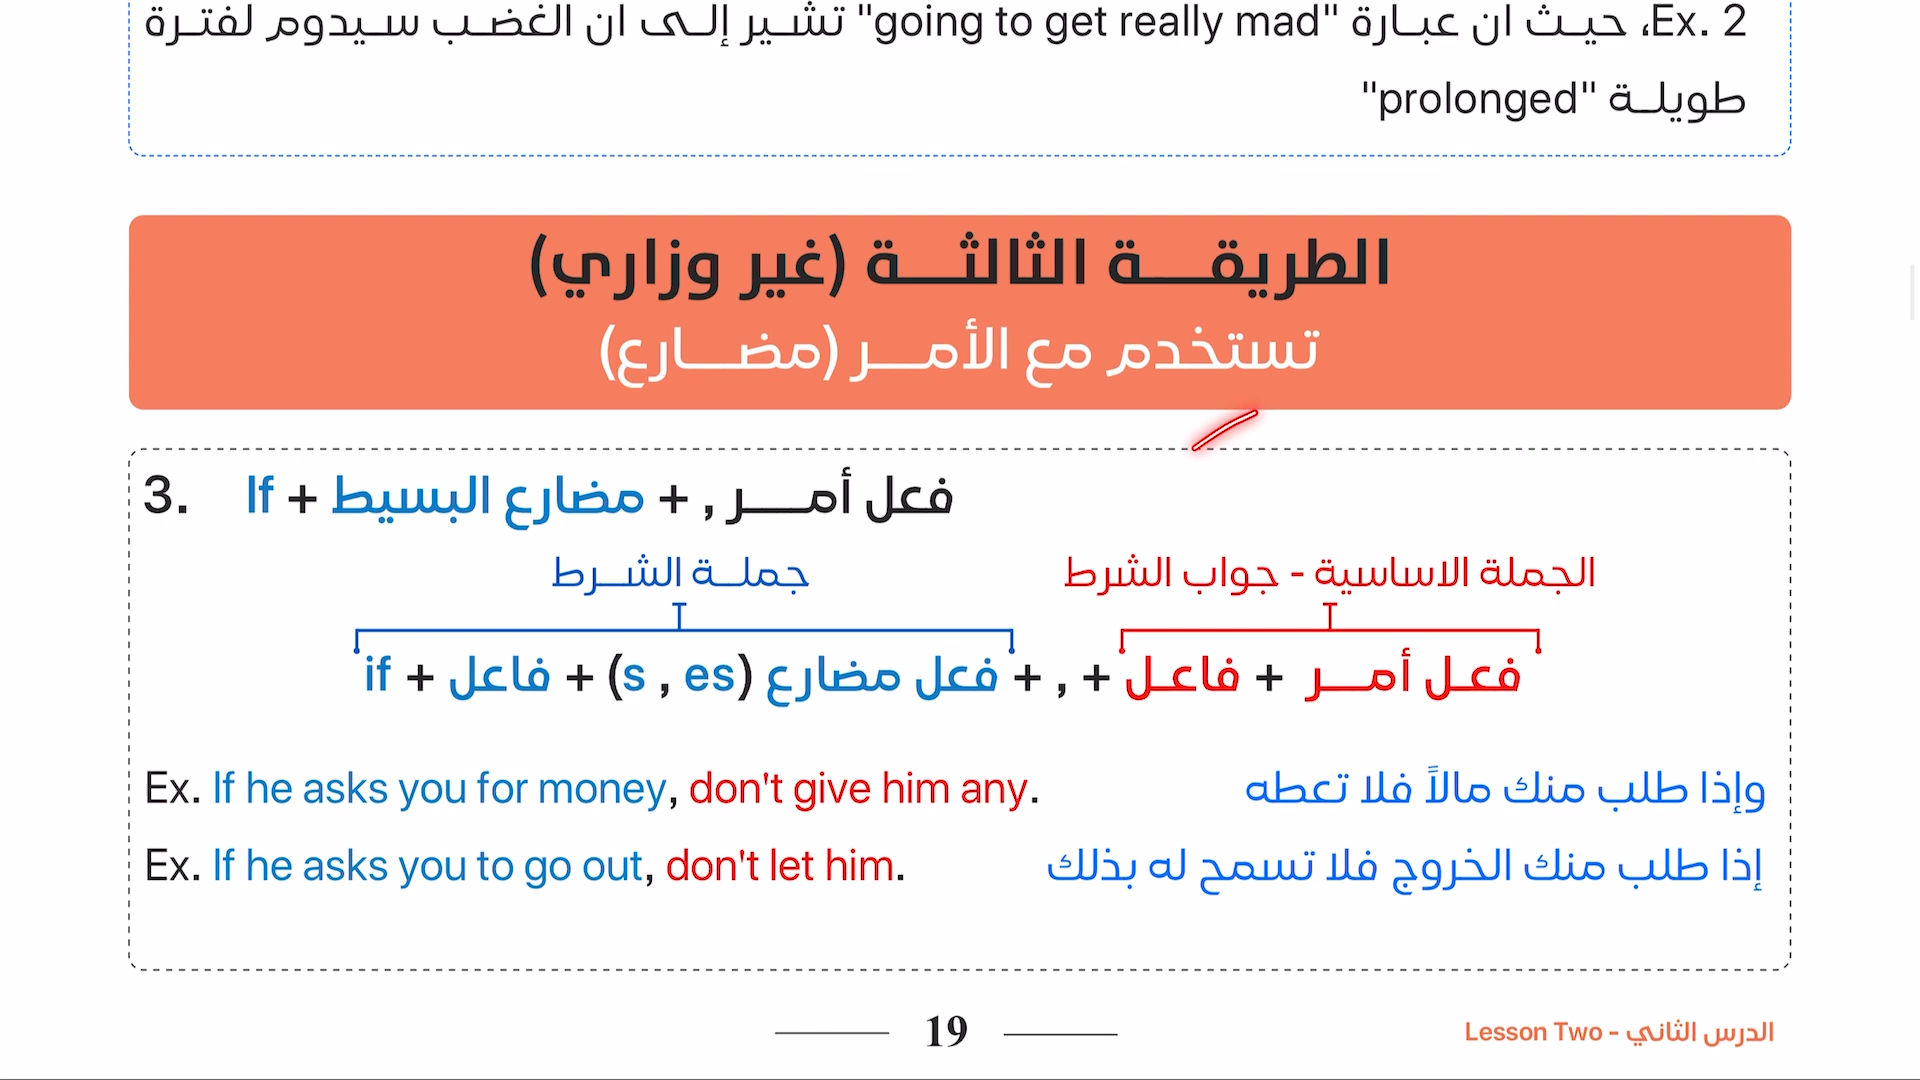 Ex. 2، حيث ان عبارة "going to get really mad" تشير إلى ان الغضب سيدوم لفترة
طويلة "prolonged"
الطريقة الثالثة (غير وزاري)
تستخدم مع الأمر (مضارع)
3. If + مضارع البسيط + , فعل أمر
جملة الشرط
الجملة الاساسية - جواب الشرط
if + فاعل + (s , es) فعل مضارع + , + فاعل + فعل أمر
Ex. If he asks you for money, don't give him any. وإذا طلب منك مالاً فلا تعطه
Ex. If he asks you to go out, don't let him. إذا طلب منك الخروج فلا تسمح له بذلك
19
Lesson Two - الدرس الثاني